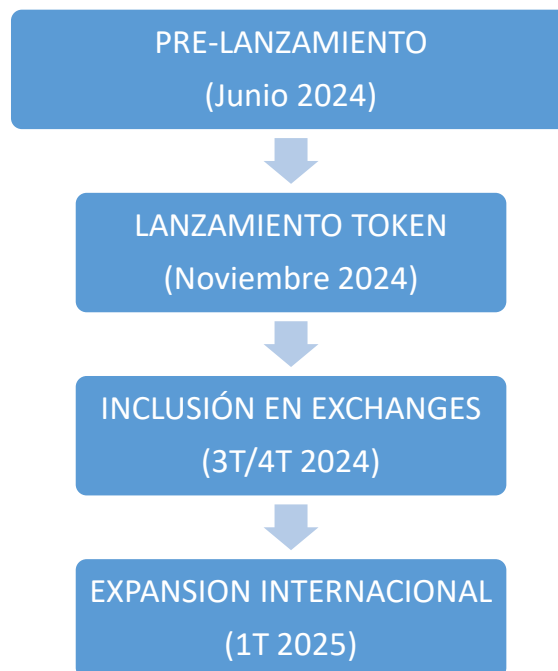 PRE-LANZAMIENTO
(Junio 2024)
LANZAMIENTO TOKEN
(Noviembre 2024)
INCLUSIÓN EN EXCHANGES
(3T/4T 2024)
EXPANSION INTERNACIONAL
(1T 2025)